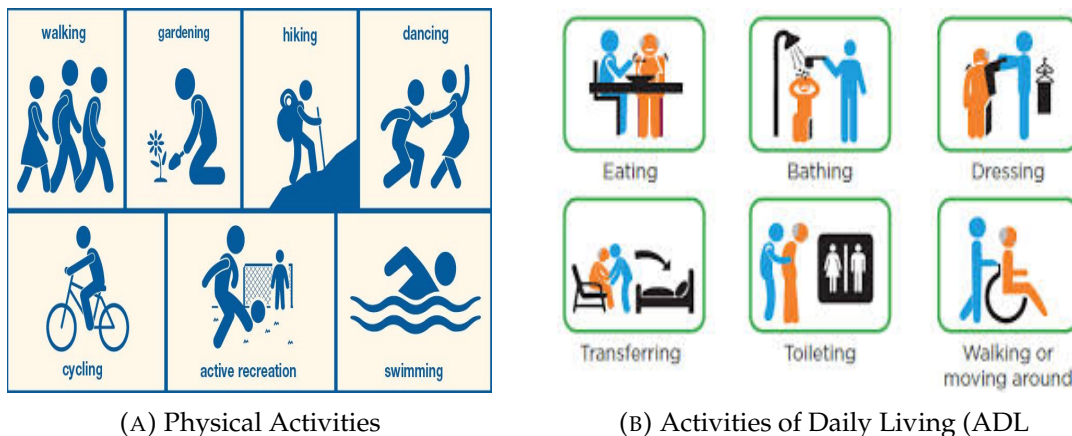 walking
gardening
hiking
dancing
cycling
active recreation
swimming
(A) Physical Activities
Eating
Bathing
Dressing
Transferring
Toileting
Walking or
moving around
(B) Activities of Daily Living (ADL